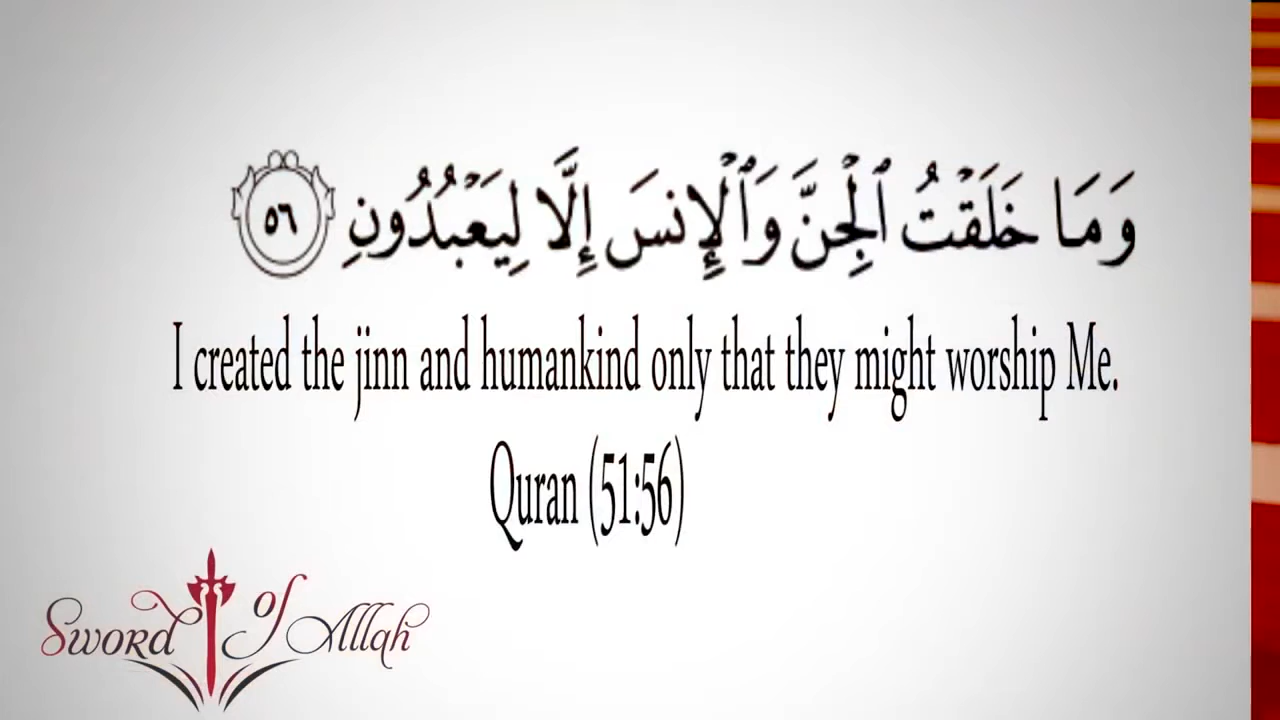 وَمَا خَلَقْتُ ٱلْجِنَّ وَٱلْإِنسَ إِلَّا لِيَعْبُدُونِ ٥٦
I created the jinn and humankind only that they might worship Me.
Quran (51:56)
Sword of Allah